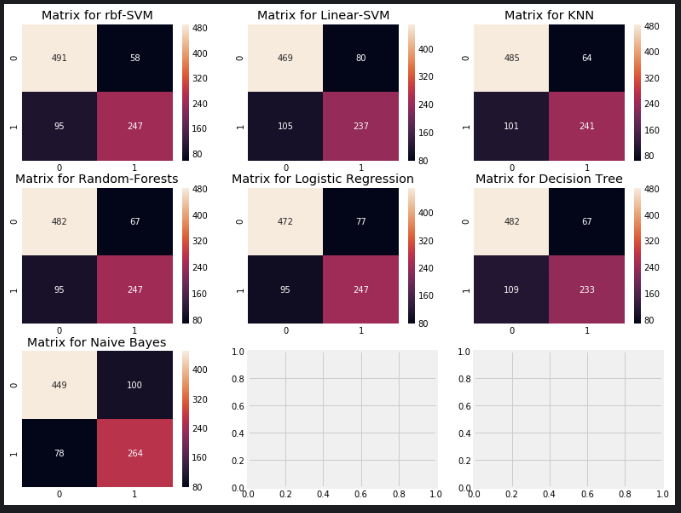 Matrix for rbf-SVM
0 491 58
1 95 247
0 1
480
400
320
240
160
80
Matrix for Linear-SVM
0 469 80
1 105 237
0 1
400
320
240
160
80
Matrix for KNN
0 485 64
1 101 241
0 1
480
400
320
240
160
80
Matrix for Random-Forests
0 482 67
1 95 247
0 1
480
400
320
240
160
80
Matrix for Logistic Regression
0 472 77
1 95 247
0 1
400
320
240
160
80
Matrix for Decision Tree
0 482 67
1 109 233
0 1
480
400
320
240
160
80
Matrix for Naive Bayes
0 449 100
1 78 264
0 1
400
320
240
160
80
1.0
0.8
0.6
0.4
0.2
0.0
0.0 0.2 0.4 0.6 0.8 1.0
1.0
0.8
0.6
0.4
0.2
0.0
0.0 0.2 0.4 0.6 0.8 1.0